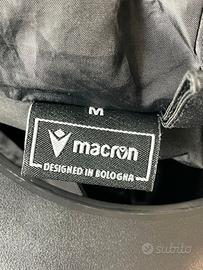 M
macron
DESIGNED IN BOLOGNA
subito